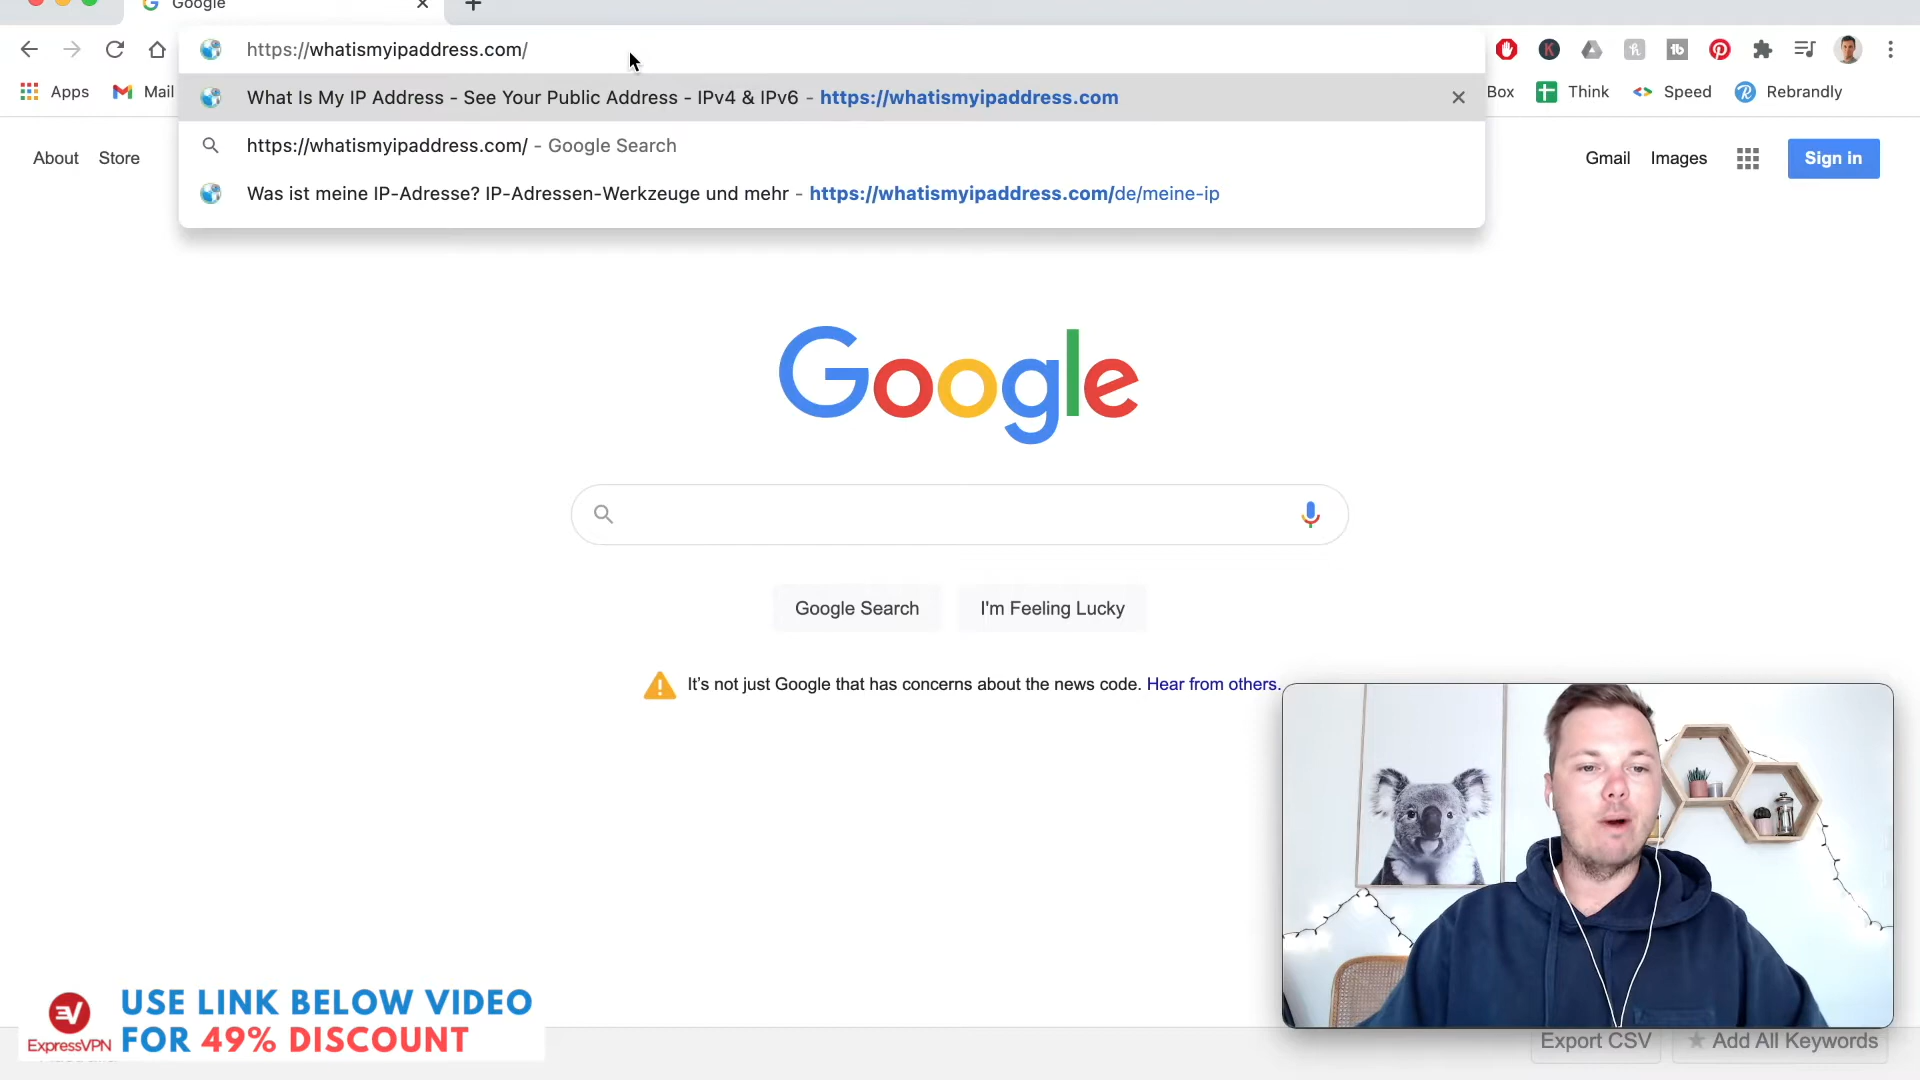 Google
https://whatismyipaddress.com/
What Is My IP Address - See Your Public Address - IPv4 & IPv6 - https://whatismyipaddress.com
https://whatismyipaddress.com/ - Google Search
Was ist meine IP-Adresse? IP-Adressen-Werkzeuge und mehr - https://whatismyipaddress.com/de/meine-ip
Apps
Mail
Box
Think
Speed
Rebrandly
About
Store
Gmail
Images
Sign in
Google
Google Search
I'm Feeling Lucky
It's not just Google that has concerns about the news code. Hear from others.
USE LINK BELOW VIDEO
FOR 49% DISCOUNT
ExpressVPN
Export CSV
Add All Keywords